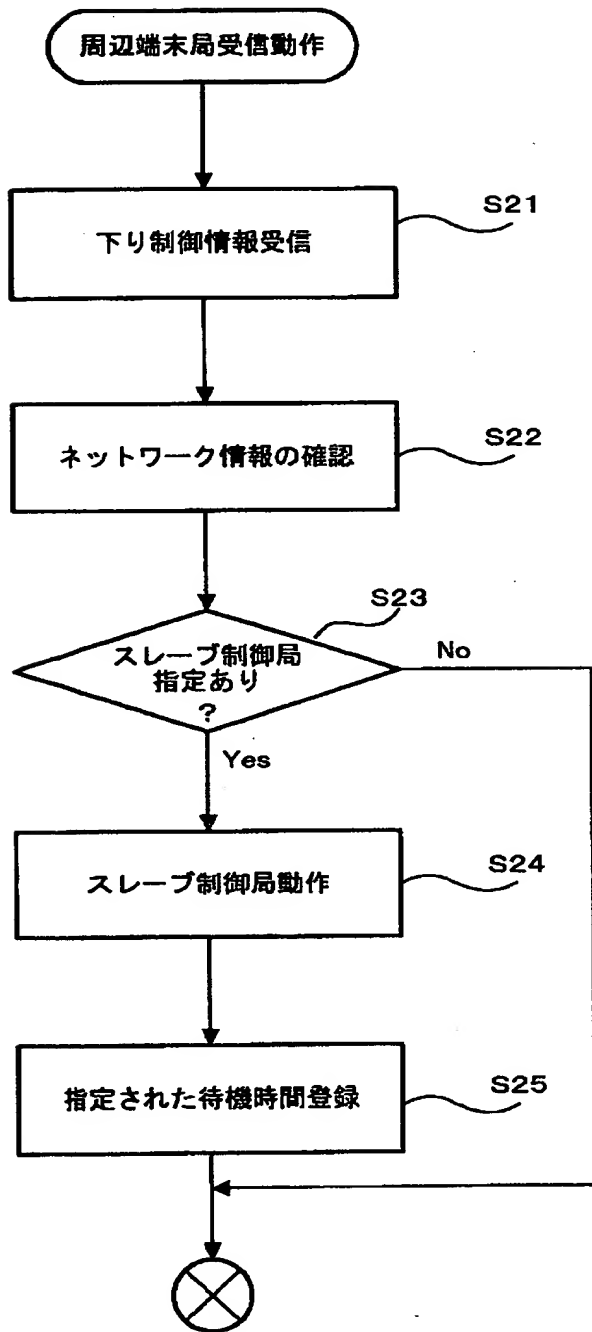 周辺端末局受信動作
S21
下り制御情報受信
S22
ネットワーク情報の確認
S23
スレーブ制御局
指定あり
?
No
Yes
S24
スレーブ制御局動作
S25
指定された待機時間登録